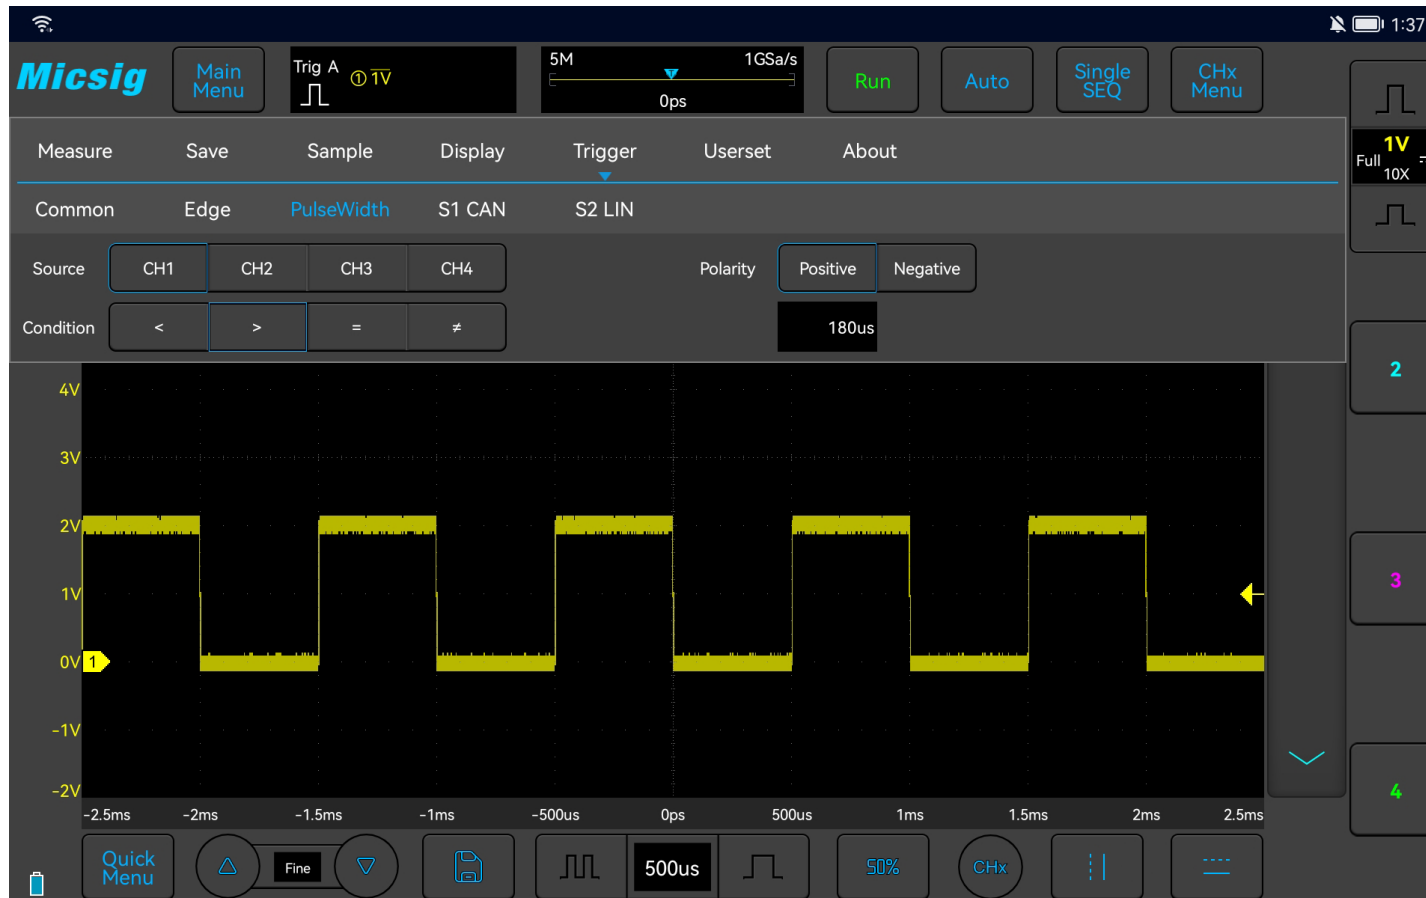 1:37
Micsig
Main
Menu
Trig A
① 1V
5M
1GSa/s
T
0ps
Run
Auto
Single
SEQ
CHx
Menu
Measure
Save
Sample
Display
Trigger
Userset
About
1V
Full
10X
Common
Edge
PulseWidth
S1 CAN
S2 LIN
Source
CH1
CH2
CH3
CH4
Polarity
Positive
Negative
Condition
<
>
=
≠
180us
2
4V
3V
2V
1V
0V
1
-1V
-2V
3
4
-2.5ms
-2ms
-1.5ms
-1ms
-500us
0ps
500us
1ms
1.5ms
2ms
2.5ms
Quick
Menu
Fine
500us
50%
CHx